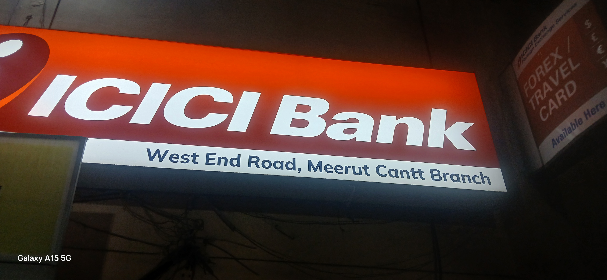 ICICI Bank
West End Road, Meerut Cantt Branch
FOREX /
TRAVEL
CARD
Available Here
Galaxy A15 5G